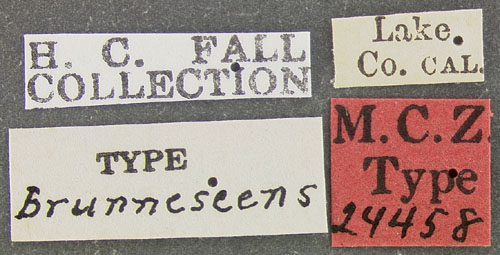 H. C. FALL
COLLECTION
Lake.
Co. CAL.
TYPE
Brunnescens
M.C.Z.
Type
24458